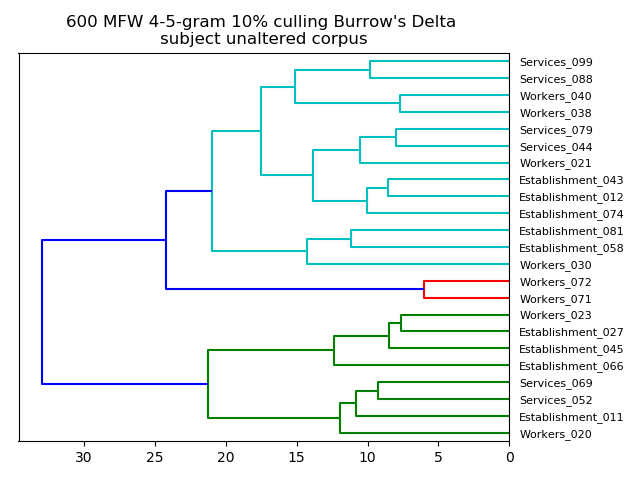 600 MFW 4-5-gram 10% culling Burrow's Delta
subject unaltered corpus
Services_099
Services_088
Workers_040
Workers_038
Services_079
Services_044
Workers_021
Establishment_043
Establishment_012
Establishment_074
Establishment_081
Establishment_058
Workers_030
Workers_072
Workers_071
Workers_023
Establishment_027
Establishment_045
Establishment_066
Services_069
Services_052
Establishment_011
Workers_020
30 25 20 15 10 5 0